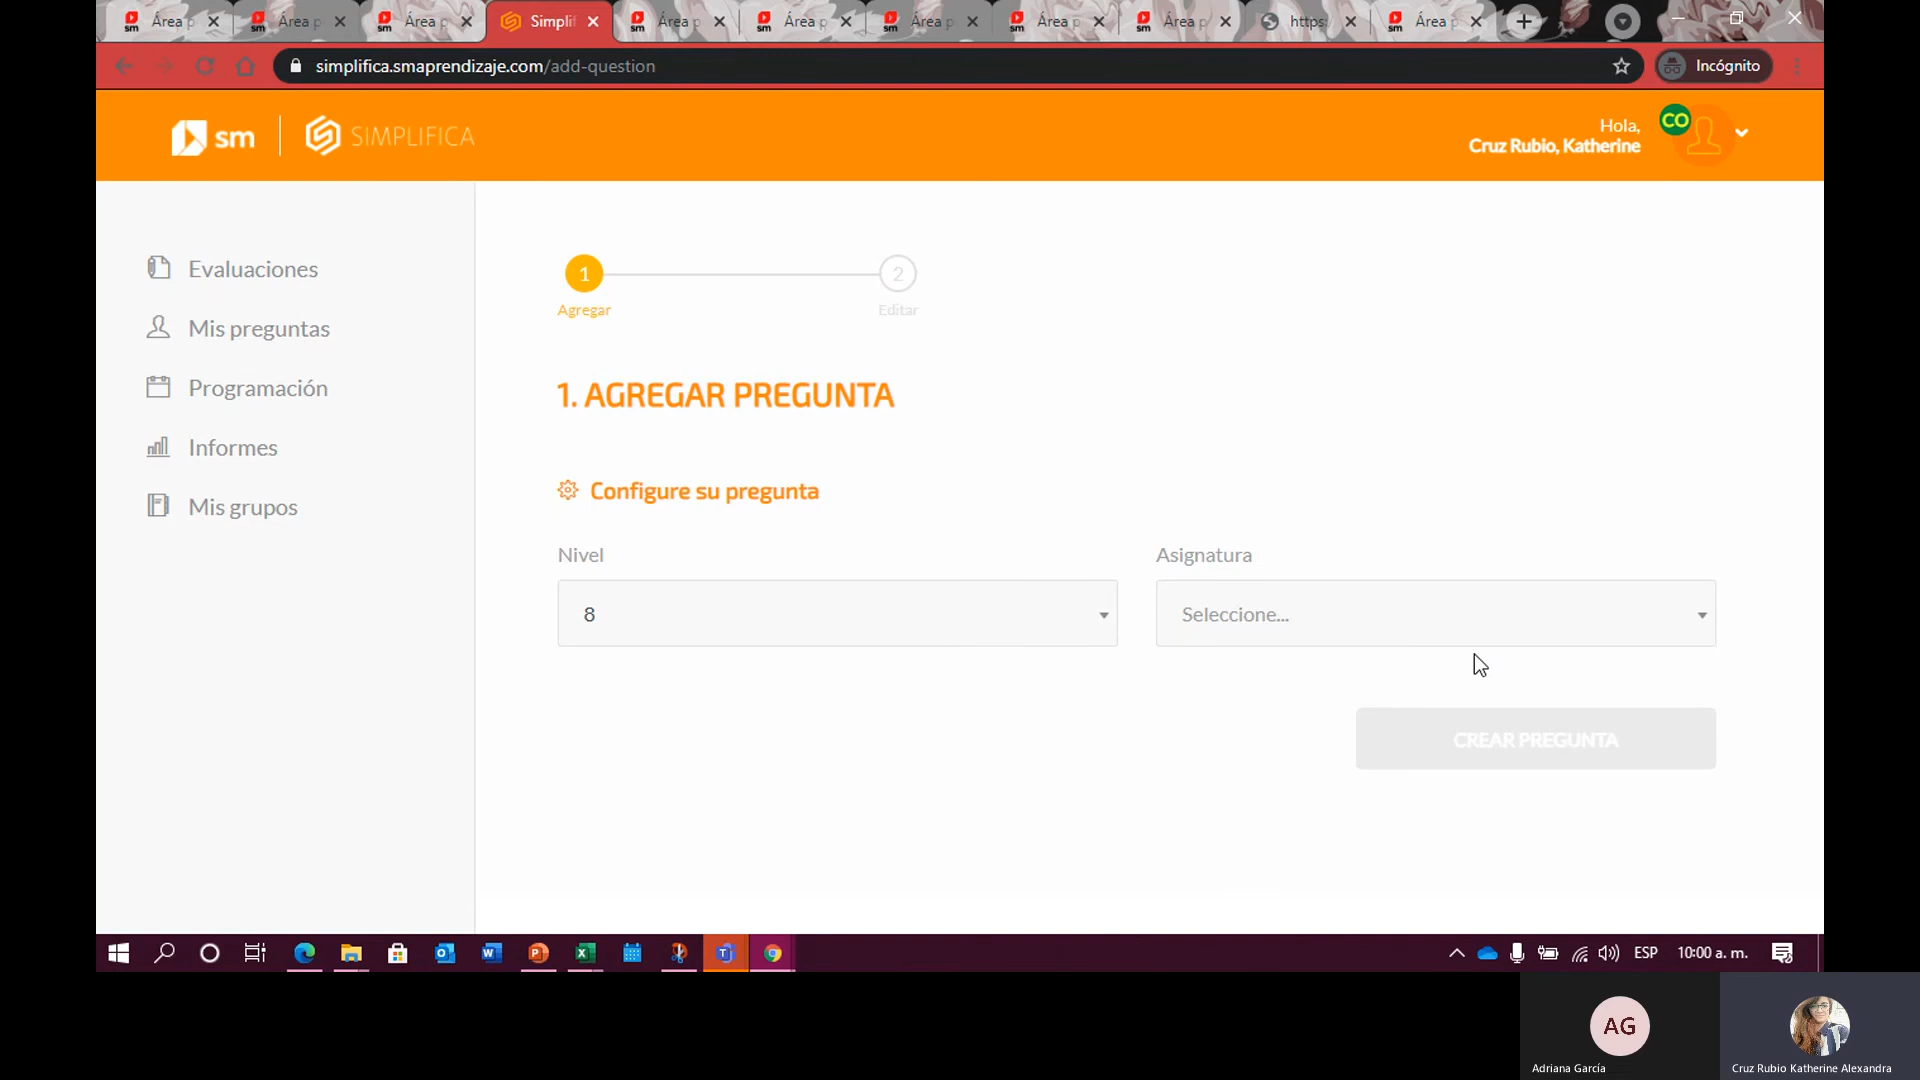 Área p
Área p
Área p
Simplif
Área p
Área p
Área p
Área p
Área p
https:
Área p
simplifica.smaprendizaje.com/add-question
Incógnito
sm
SIMPLIFICA
Hola,
Cruz Rubio, Katherine
CO
Evaluaciones
Mis preguntas
Programación
Informes
Mis grupos
1
2
Agregar
Editar
1. AGREGAR PREGUNTA
Configure su pregunta
Nivel
Asignatura
8
Seleccione...
CREAR PREGUNTA
ESP
10:00 a. m.
AG
Adriana García
Cruz Rubio Katherine Alexandra